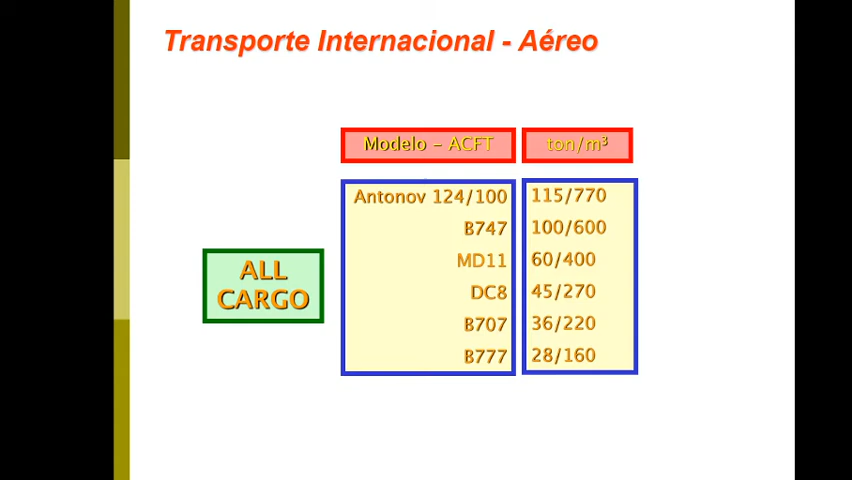 Transporte Internacional - Aéreo
Modelo - ACFT ton/m³
Antonov 124/100 115/770
B747 100/600
MD11 60/400
DC8 45/270
B707 36/220
B777 28/160
ALL
CARGO